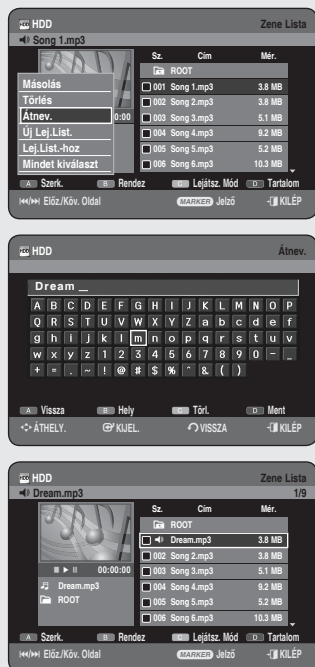 HDD Zene Lista
Song 1.mp3
Sz. Cím Mér.
ROOT
001 Song 1.mp3 3.8 MB
002 Song 2.mp3 3.8 MB
003 Song 3.mp3 5.1 MB
004 Song 4.mp3 9.2 MB
005 Song 5.mp3 5.2 MB
006 Song 6.mp3 10.3 MB
Másolás
Törlés
Átnev. 0:00
Új Lej.List.
Lej.List.-hoz
Mindet kiválaszt
A Szerk. B Rendez C Lejátsz. Mód D Tartalom
Előz./Köv. Oldal MARKER Jelző KILÉP
HDD Átnev.
Dream _
A B C D E F G H I J K L M N O P
Q R S T U V W X Y Z a b c d e f
g h i j k l m n o p q r s t u v
w x y z 1 2 3 4 5 6 7 8 9 0 - _
+ = . ~ ! @ # $ % ^ & ( )
A Vissza B Hely C Törl. D Ment
ÁTHELY. KIJEL. VISSZA KILÉP
HDD Zene Lista
Dream.mp3 1/9
Sz. Cím Mér.
ROOT
Dream.mp3 3.8 MB
002 Song 2.mp3 3.8 MB
003 Song 3.mp3 5.1 MB
004 Song 4.mp3 9.2 MB
005 Song 5.mp3 5.2 MB
006 Song 6.mp3 10.3 MB
00:00:00
Dream.mp3
ROOT
A Szerk. B Rendez C Lejátsz. Mód D Tartalom
Előz./Köv. Oldal MARKER Jelző KILÉP